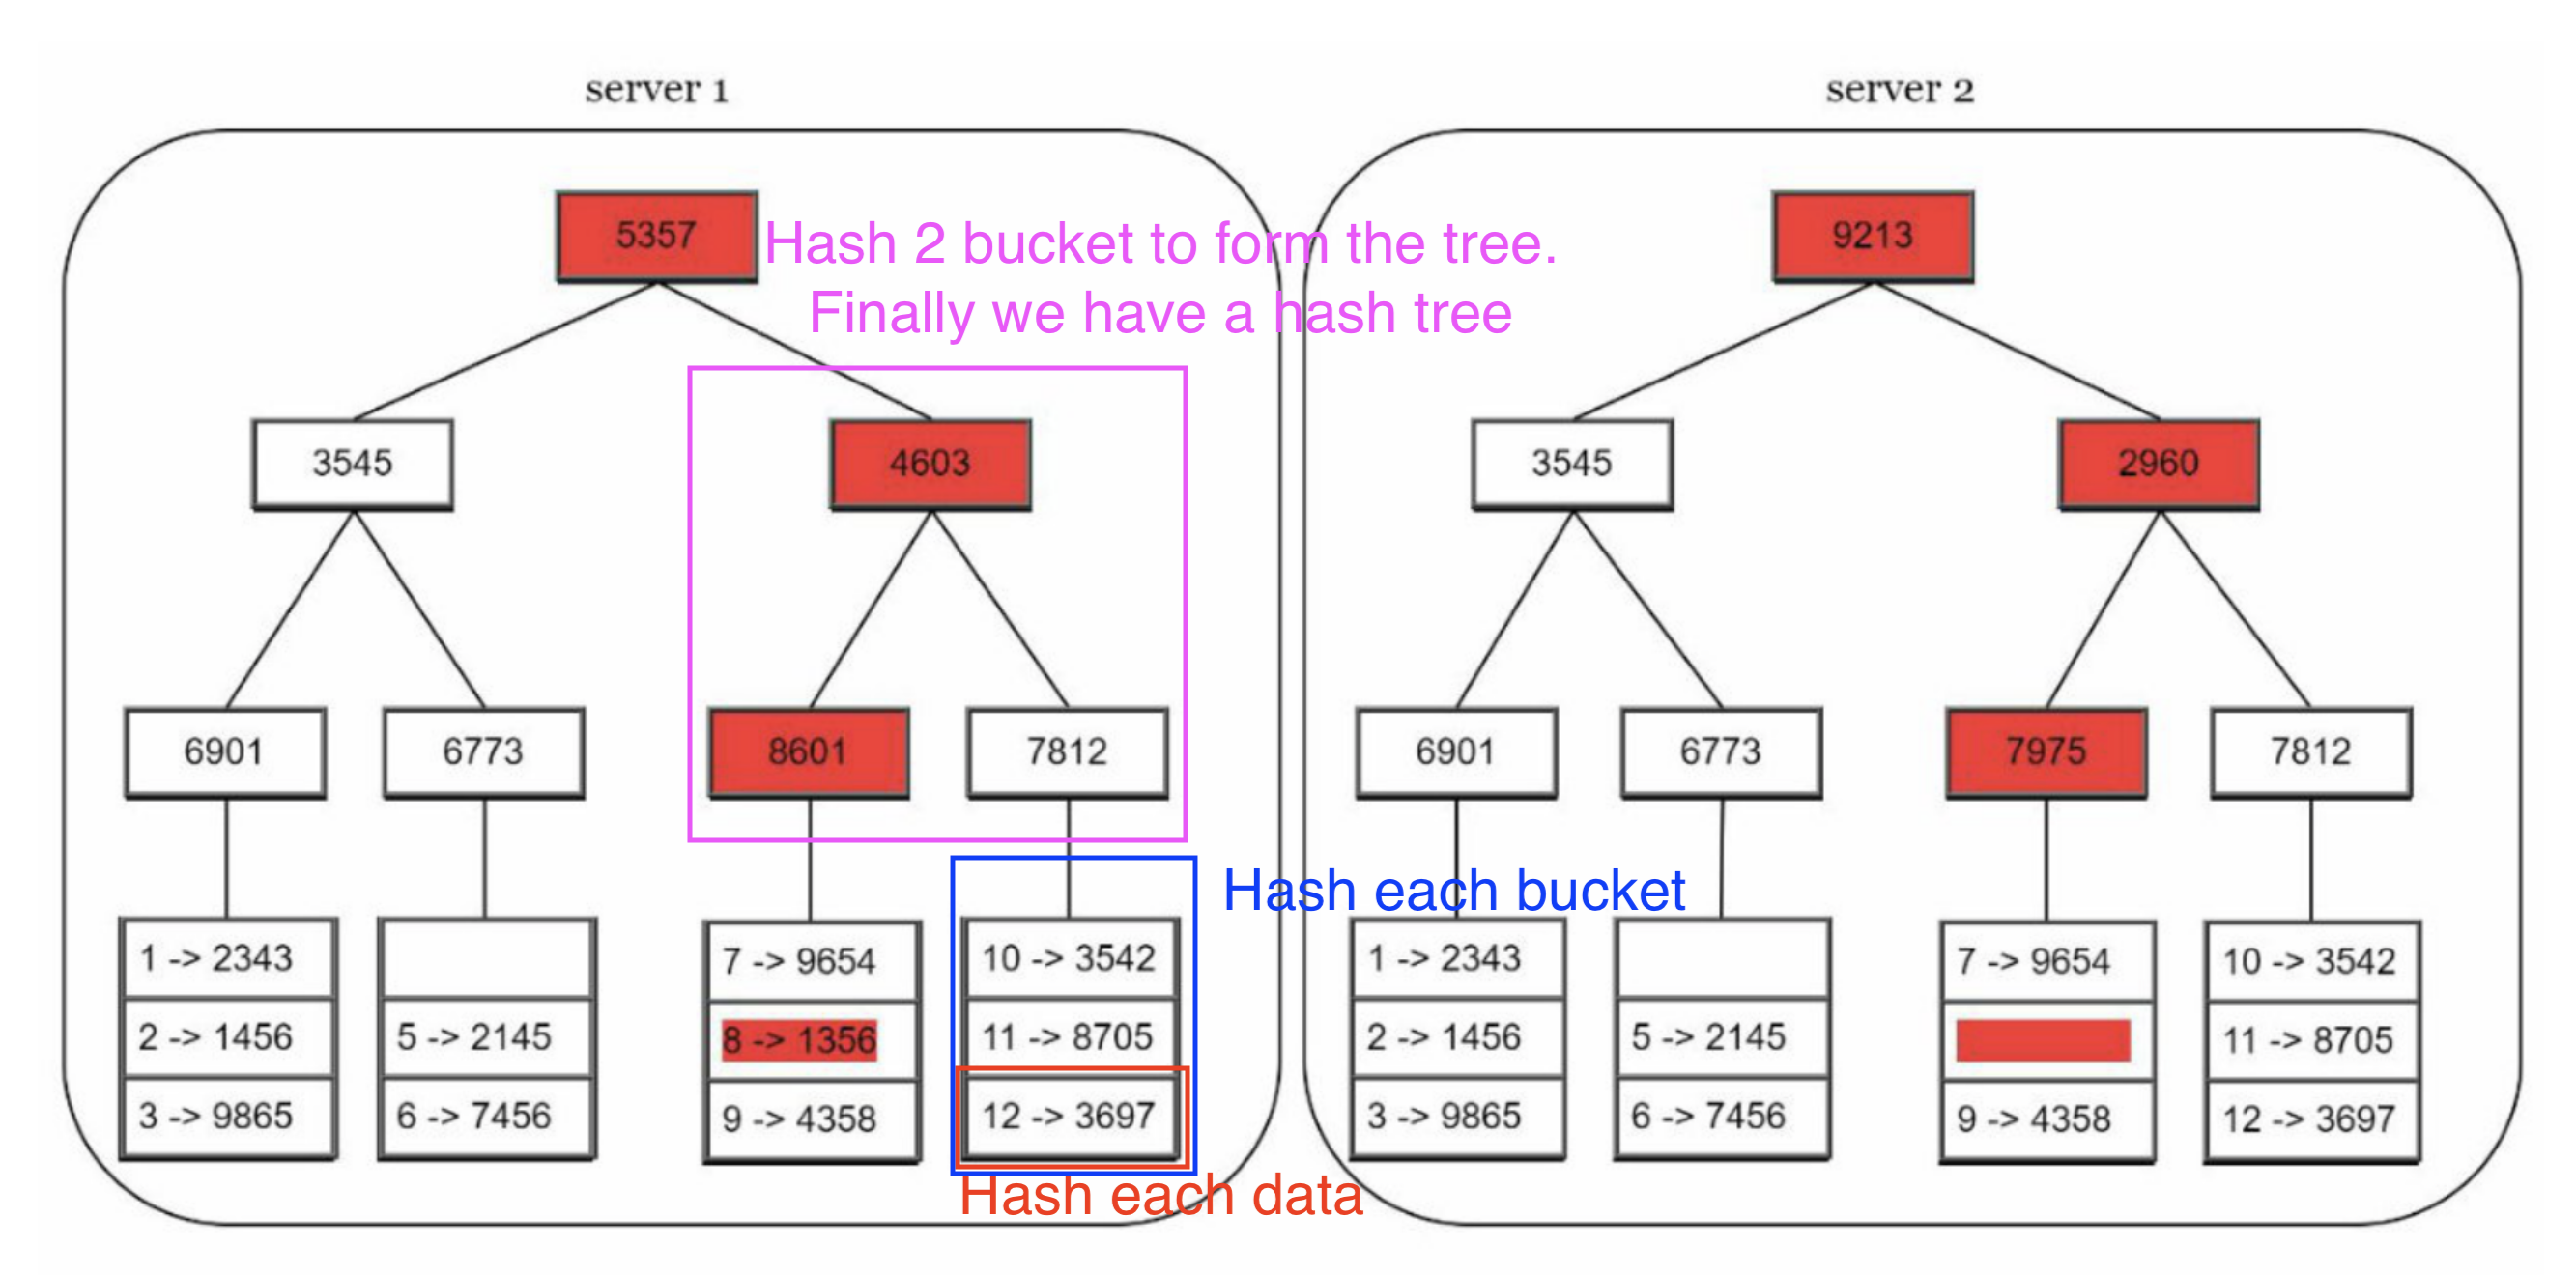 server 1
server 2
5357
Hash 2 bucket to form the tree.
Finally we have a hash tree
9213
3545
4603
3545
2960
6901
6773
8601
7812
6901
6773
7975
7812
Hash each bucket
1 -> 2343
2 -> 1456
3 -> 9865
5 -> 2145
6 -> 7456
7 -> 9654
8 -> 1356
9 -> 4358
10 -> 3542
11 -> 8705
12 -> 3697
Hash each data
1 -> 2343
2 -> 1456
3 -> 9865
5 -> 2145
6 -> 7456
7 -> 9654
9 -> 4358
10 -> 3542
11 -> 8705
12 -> 3697